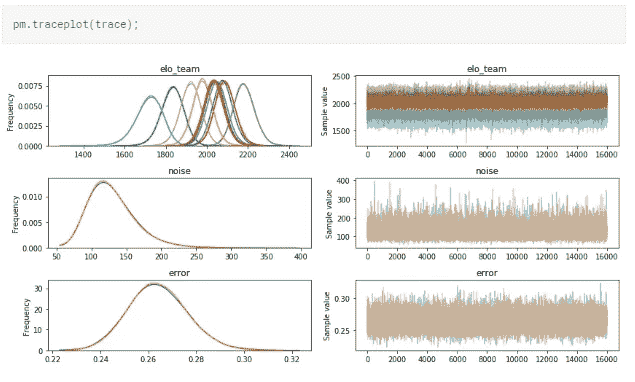 pm.traceplot(trace);
elo_team
Frequency
0.0075
0.0050
0.0025
0.0000
1400 1600 1800 2000 2200 2400
elo_team
Sample value
2500
2000
1500
0 2000 4000 6000 8000 10000 12000 14000 16000
noise
Frequency
0.010
0.005
0.000
50 100 150 200 250 300 350 400
noise
Sample value
400
300
200
100
0 2000 4000 6000 8000 10000 12000 14000 16000
error
Frequency
30
20
10
0
0.22 0.24 0.26 0.28 0.30 0.32
error
Sample value
0.30
0.25
0 2000 4000 6000 8000 10000 12000 14000 16000